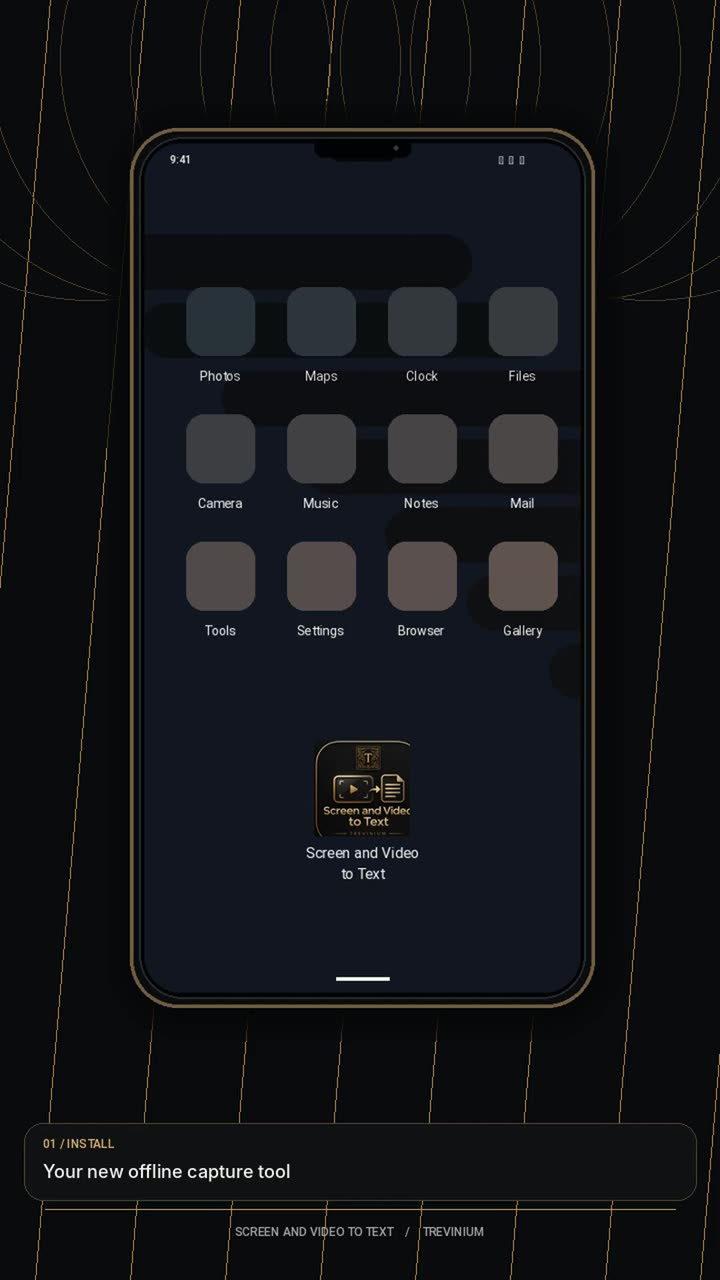 9:41
Photos Maps Clock Files
Camera Music Notes Mail
Tools Settings Browser Gallery
T
Screen and Video
to Text
TREVINIUM
Screen and Video
to Text
01 / INSTALL
Your new offline capture tool
SCREEN AND VIDEO TO TEXT / TREVINIUM